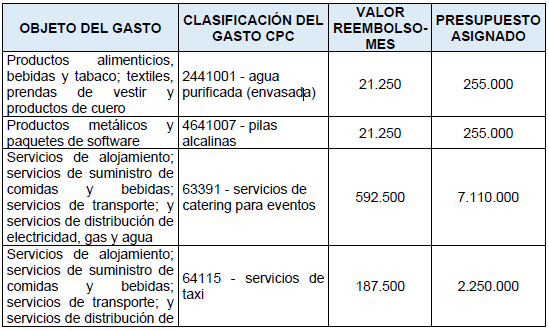 OBJETO DEL GASTO
CLASIFICACIÓN DEL
GASTO CPC
VALOR
REEMBOLSO-
MES
PRESUPUESTO
ASIGNADO
Productos alimenticios,
bebidas y tabaco; textiles,
prendas de vestir y
productos de cuero
2441001 - agua
purificada (envasada)
21.250
255.000
Productos metálicos y
paquetes de software
4641007 - pilas
alcalinas
21.250
255.000
Servicios de alojamiento;
servicios de suministro de
comidas y bebidas;
servicios de transporte; y
servicios de distribución de
electricidad, gas y agua
63391 - servicios de
catering para eventos
592.500
7.110.000
Servicios de alojamiento;
servicios de suministro de
comidas y bebidas;
servicios de transporte; y
servicios de distribución de
64115 - servicios de
taxi
187.500
2.250.000